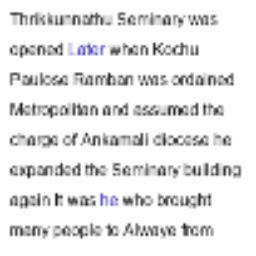 Thrikkunnathu Seminary was
opened Later when Kochu
Paulose Ramban was ordained
Metropolitan and assumed the
charge of Ankamali diocese he
expanded the Seminary building
again It was he who brought
many people to Alwaye from